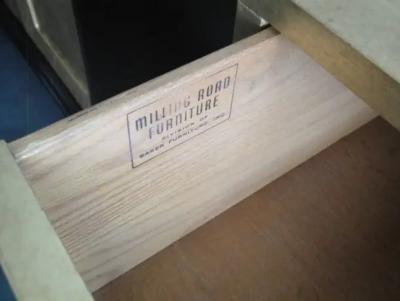 MILLING ROAD
FURNITURE
DIVISION OF
BAKER FURNITURE, INC.